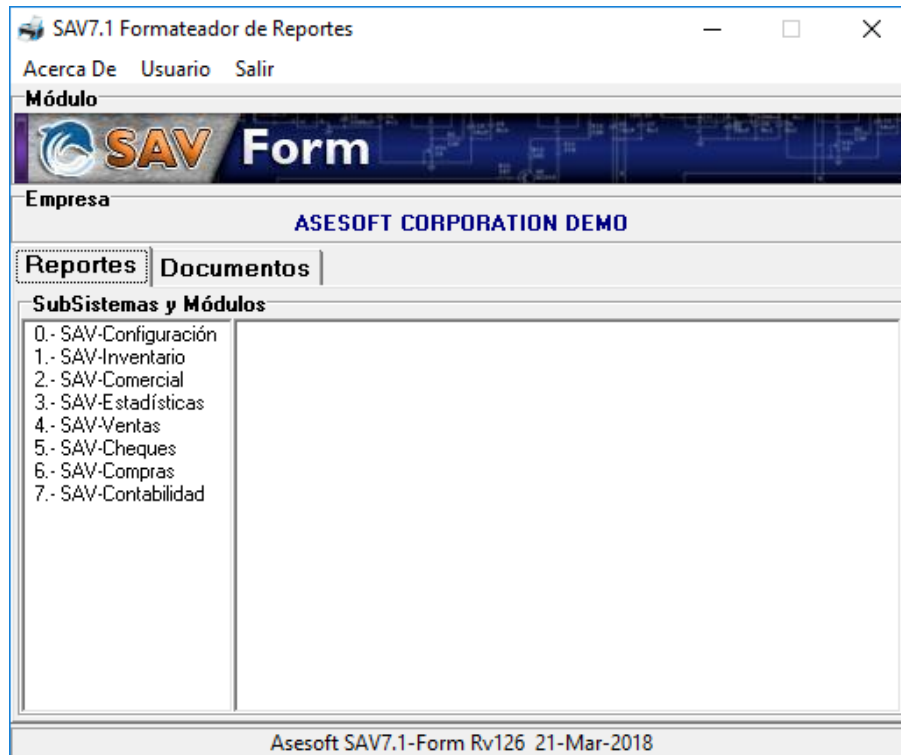 SAV7.1 Formateador de Reportes
Acerca De Usuario Salir
Módulo
SAV Form
Empresa
ASESOFT CORPORATION DEMO
Reportes Documentos
SubSistemas y Módulos
0.- SAV-Configuración
1.- SAV-Inventario
2.- SAV-Comercial
3.- SAV-Estadísticas
4.- SAV-Ventas
5.- SAV-Cheques
6.- SAV-Compras
7.- SAV-Contabilidad
Asesoft SAV7.1-Form Rv126 21-Mar-2018